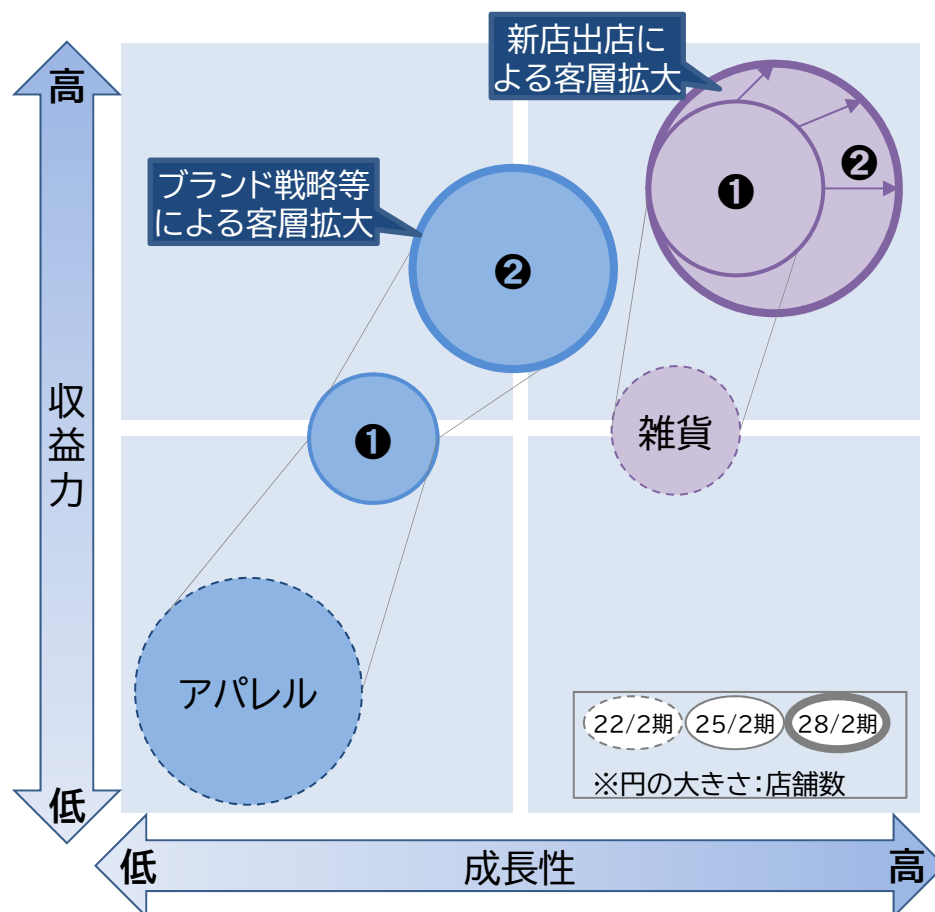 新店出店に
よる客層拡大
高
❶
❷
ブランド戦略等
による客層拡大
❷
収益力
❶
雑貨
アパレル
22/2期
25/2期
28/2期
※円の大きさ：店舗数
低
低
成長性
高